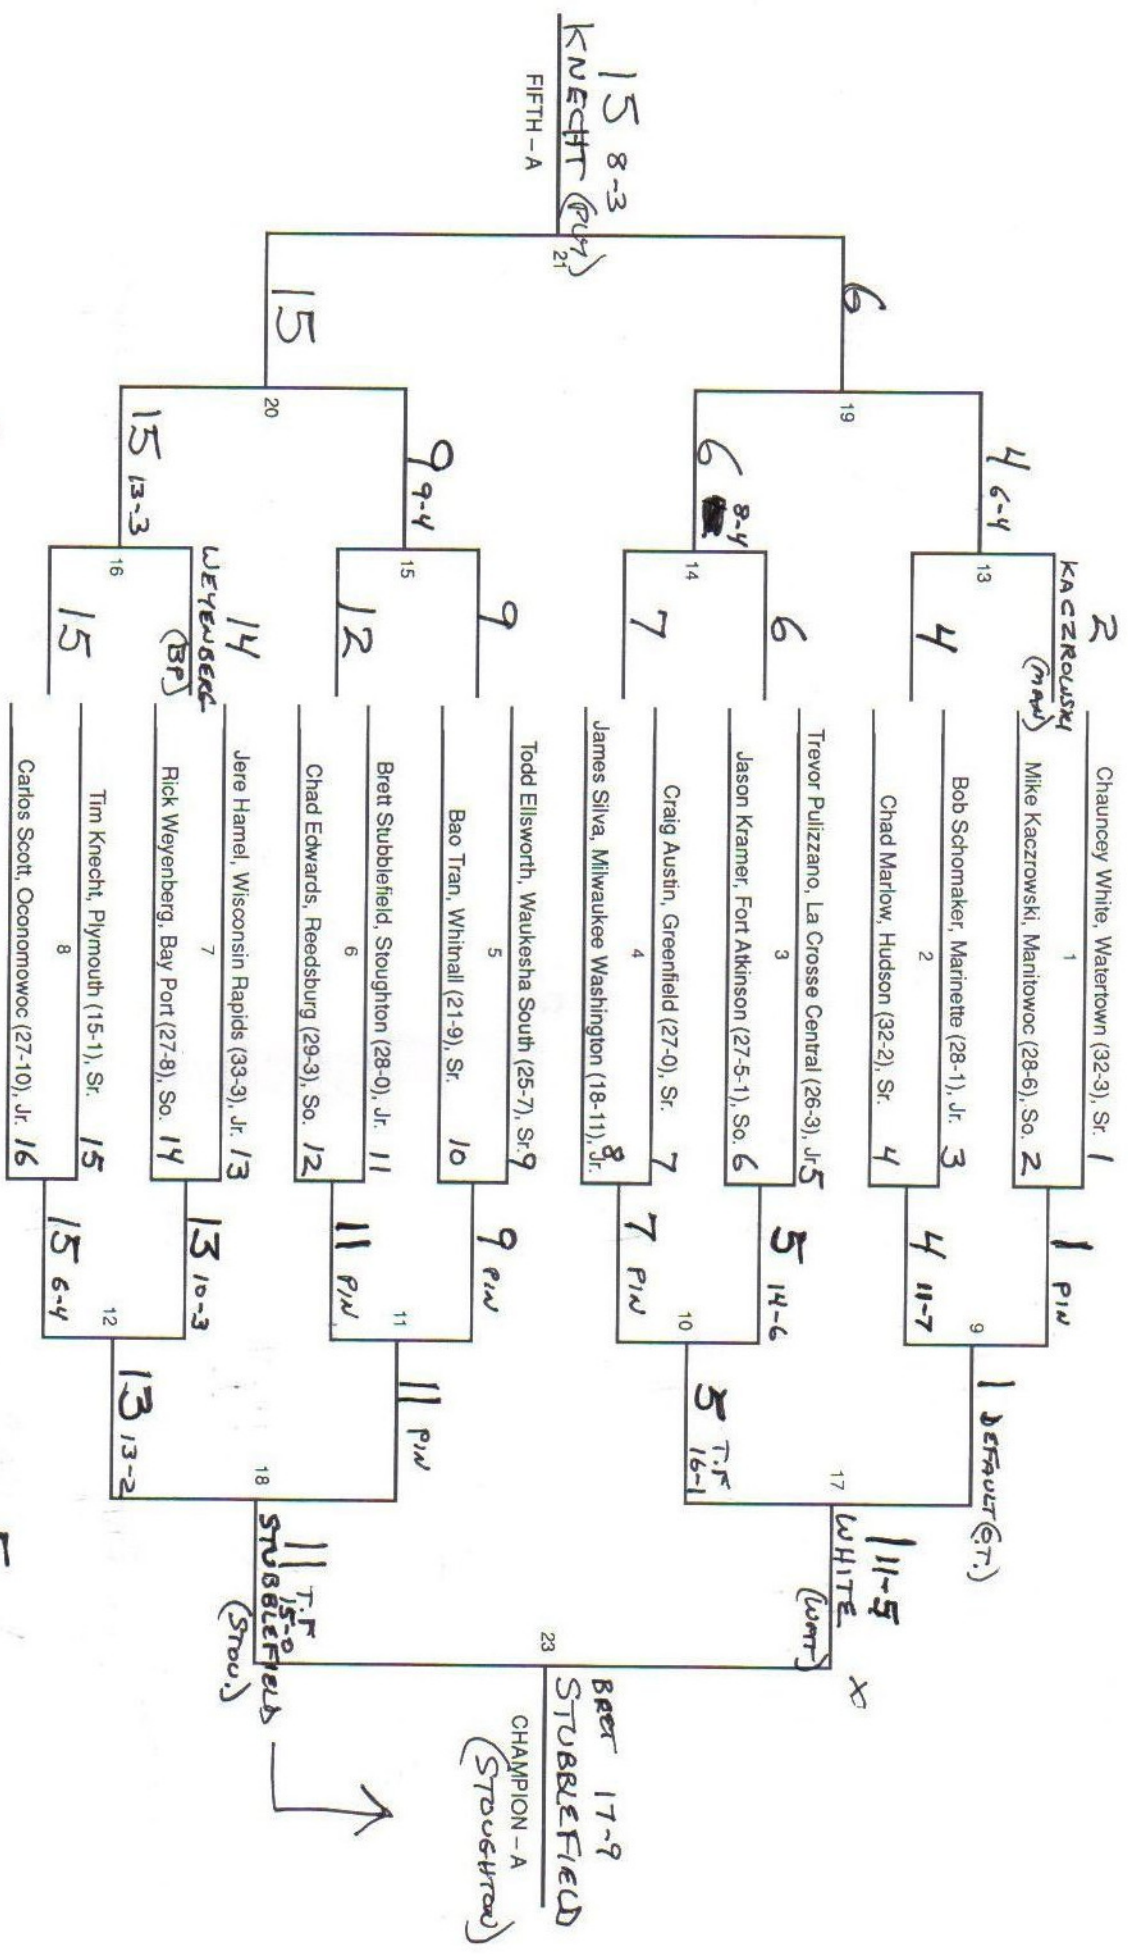 15 8-3
KNECHT (PLY)
FIFTH – A
21
6
15
19
20
4 6-4
13
6 8-4
14
9 9-4
15
15 13-3
16
2
KACZROWSKI
(MAN)
4
6
7
9
12
14
WEYENBERG
(BP)
15
Chauncey White, Watertown (32-3), Sr. 1
1
Mike Kaczrowski, Manitowoc (28-6), So. 2
Bob Schomaker, Marinette (28-1), Jr. 3
2
Chad Marlow, Hudson (32-2), Sr. 4
Trevor Pulizzano, La Crosse Central (26-3), Jr 5
3
Jason Kramer, Fort Atkinson (27-5-1), So. 6
Craig Austin, Greenfield (27-0), Sr. 7
4
James Silva, Milwaukee Washington (18-11), Jr. 8
Todd Ellsworth, Waukesha South (25-7), Sr. 9
5
Bao Tran, Whitnall (21-9), Sr. 10
Brett Stubblefield, Stoughton (28-0), Jr. 11
6
Chad Edwards, Reedsburg (29-3), So. 12
Jere Hamel, Wisconsin Rapids (33-3), Jr. 13
7
Rick Weyenberg, Bay Port (27-8), So. 14
Tim Knecht, Plymouth (15-1), Sr. 15
8
Carlos Scott, Oconomowoc (27-10), Jr. 16
1 PIN
9
4 11-7
5 14-6
10
7 PIN
9 PIN
11
11 PIN
13 10-3
12
15 6-4
1 DEFAULT (O.T.)
17
5 T.F
16-1
11 PIN
18
13 13-2
1 11-5
WHITE
(WAT)
X
11 T.F
15-0
STUBBLEFIELD
(STOU.)
23
BRET 17-9
STUBBLEFIELD
CHAMPION – A
(STOUGHTON)